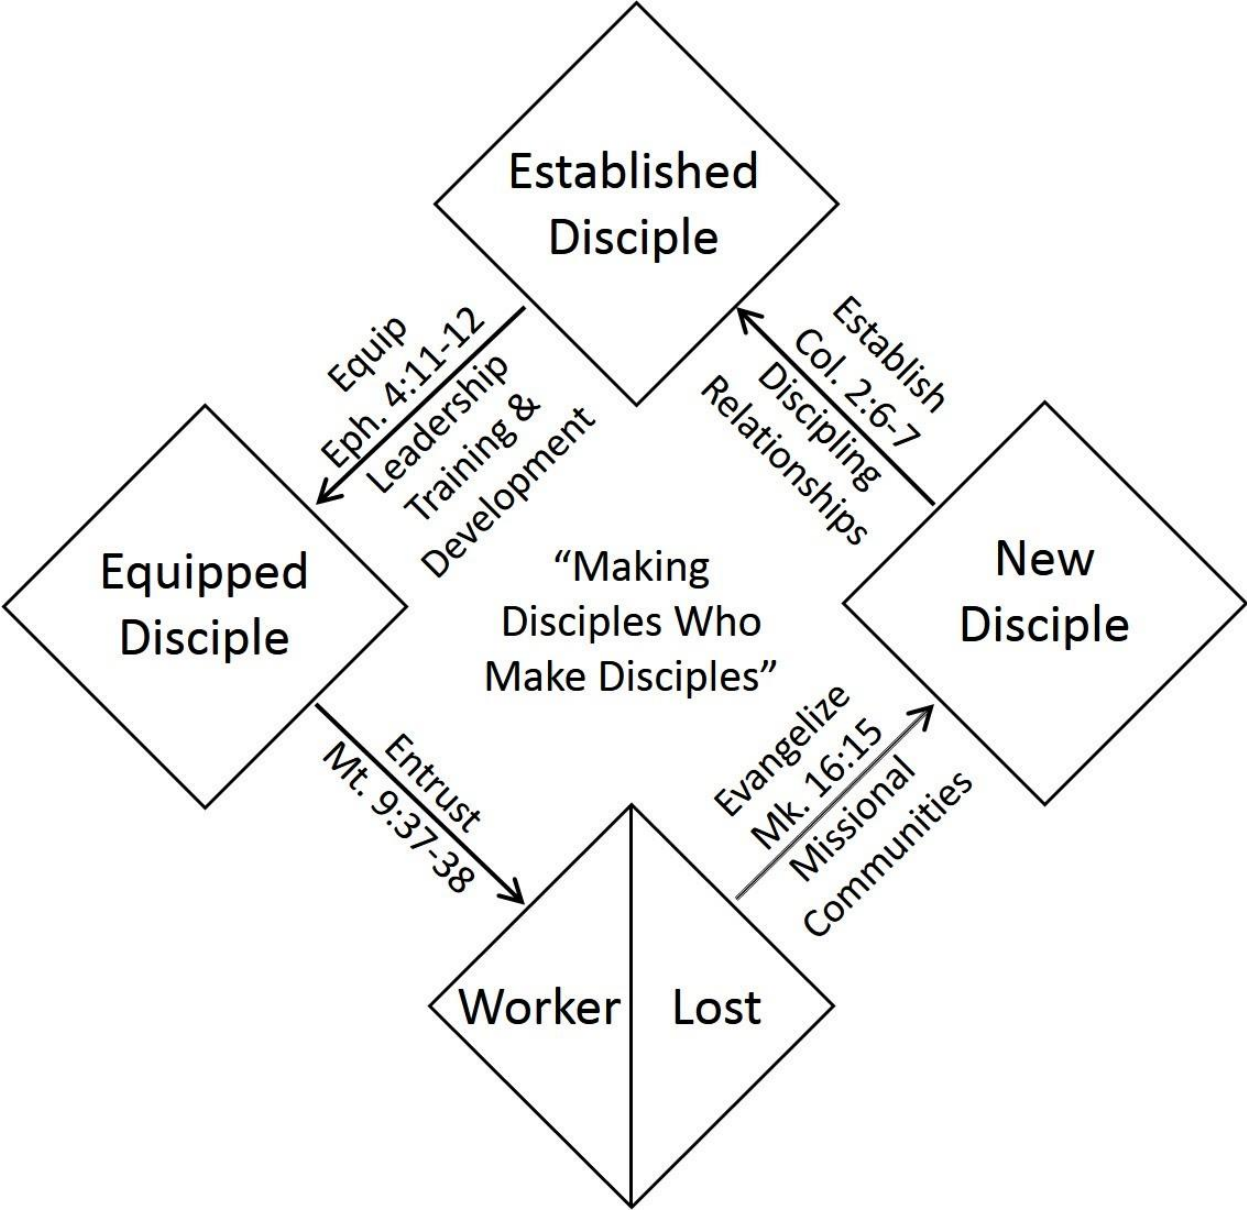 Established
Disciple
Equip
Eph. 4:11-12
Leadership
Training &
Development
Establish
Col. 2:6-7
Discipling
Relationships
Equipped
Disciple
“Making
Disciples Who
Make Disciples”
New
Disciple
Entrust
Mt. 9:37-38
Evangelize
Mk. 16:15
Missional
Communities
Worker
Lost